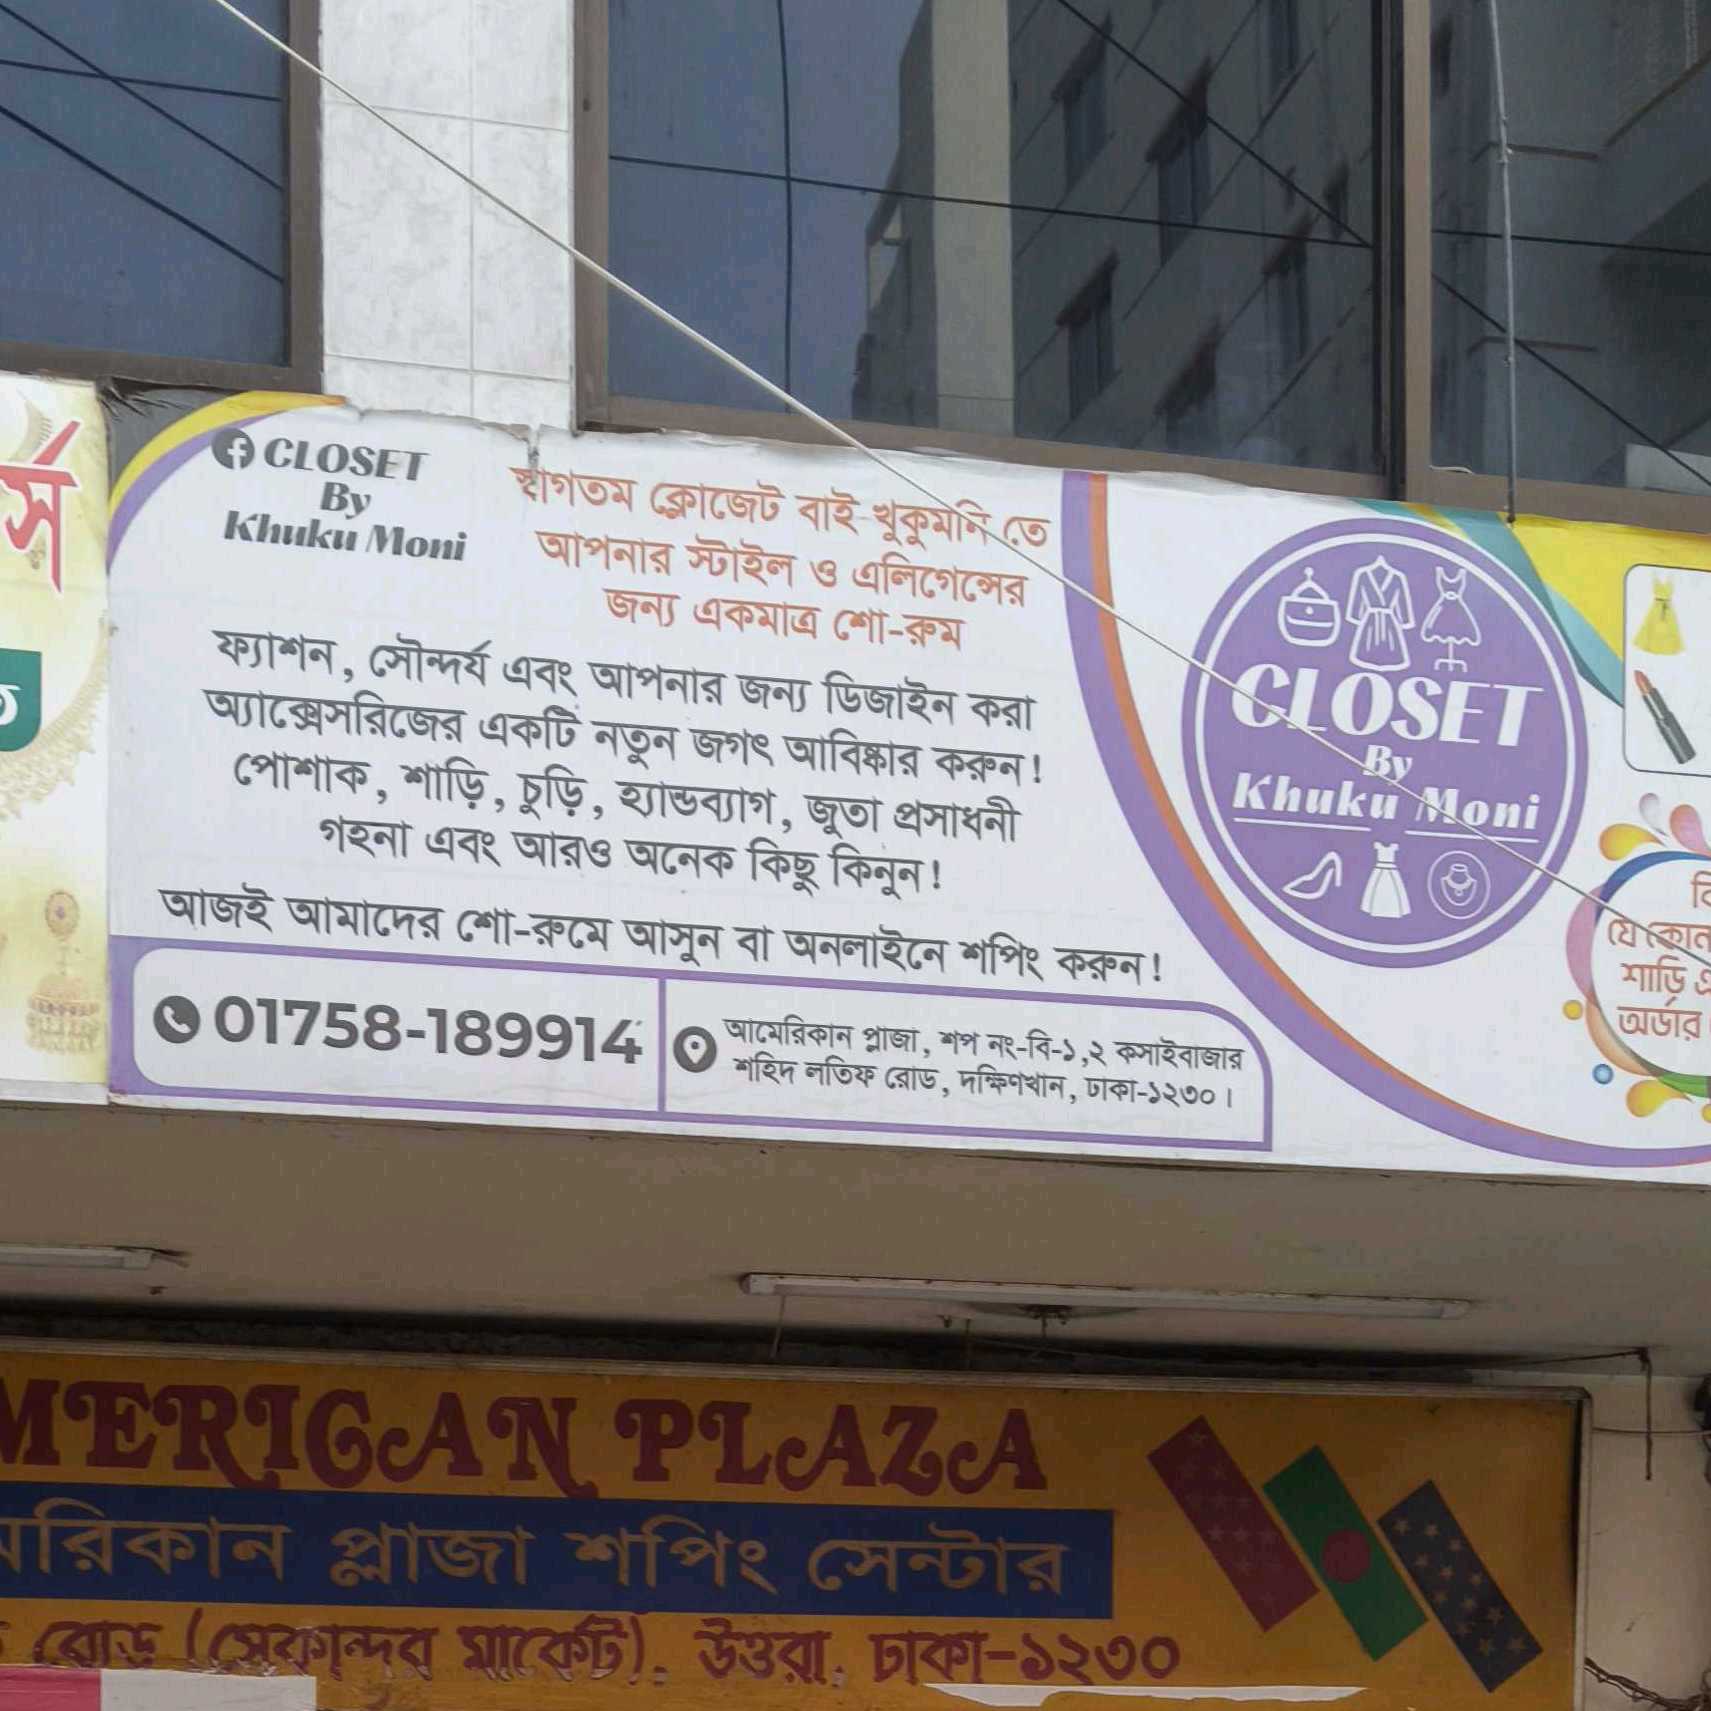 CLOSET
By
Khuku Moni
স্বাগতম ক্লোজেট বাই খুকুমনি তে
আপনার স্টাইল ও এলিগেন্সের
জন্য একমাত্র শো-রুম
ফ্যাশন, সৌন্দর্য এবং আপনার জন্য ডিজাইন করা
অ্যাক্সেসরিজের একটি নতুন জগৎ আবিষ্কার করুন!
পোশাক, শাড়ি, চুড়ি, হ্যান্ডব্যাগ, জুতা প্রসাধনী
গহনা এবং আরও অনেক কিছু কিনুন!
আজই আমাদের শো-রুমে আসুন বা অনলাইনে শপিং করুন!
01758-189914
আমেরিকান প্লাজা, শপ নং-বি-১,২ কসাইবাজার
শহিদ লতিফ রোড, দক্ষিণখান, ঢাকা-১২৩০।
CLOSET
By
Khuku Moni
যে কোন
শাড়ি
অর্ডার
MERICAN PLAZA
মেরিকান প্লাজা শপিং সেন্টার
রোড (সেকান্দর মার্কেট), উত্তরা, ঢাকা-১২৩০